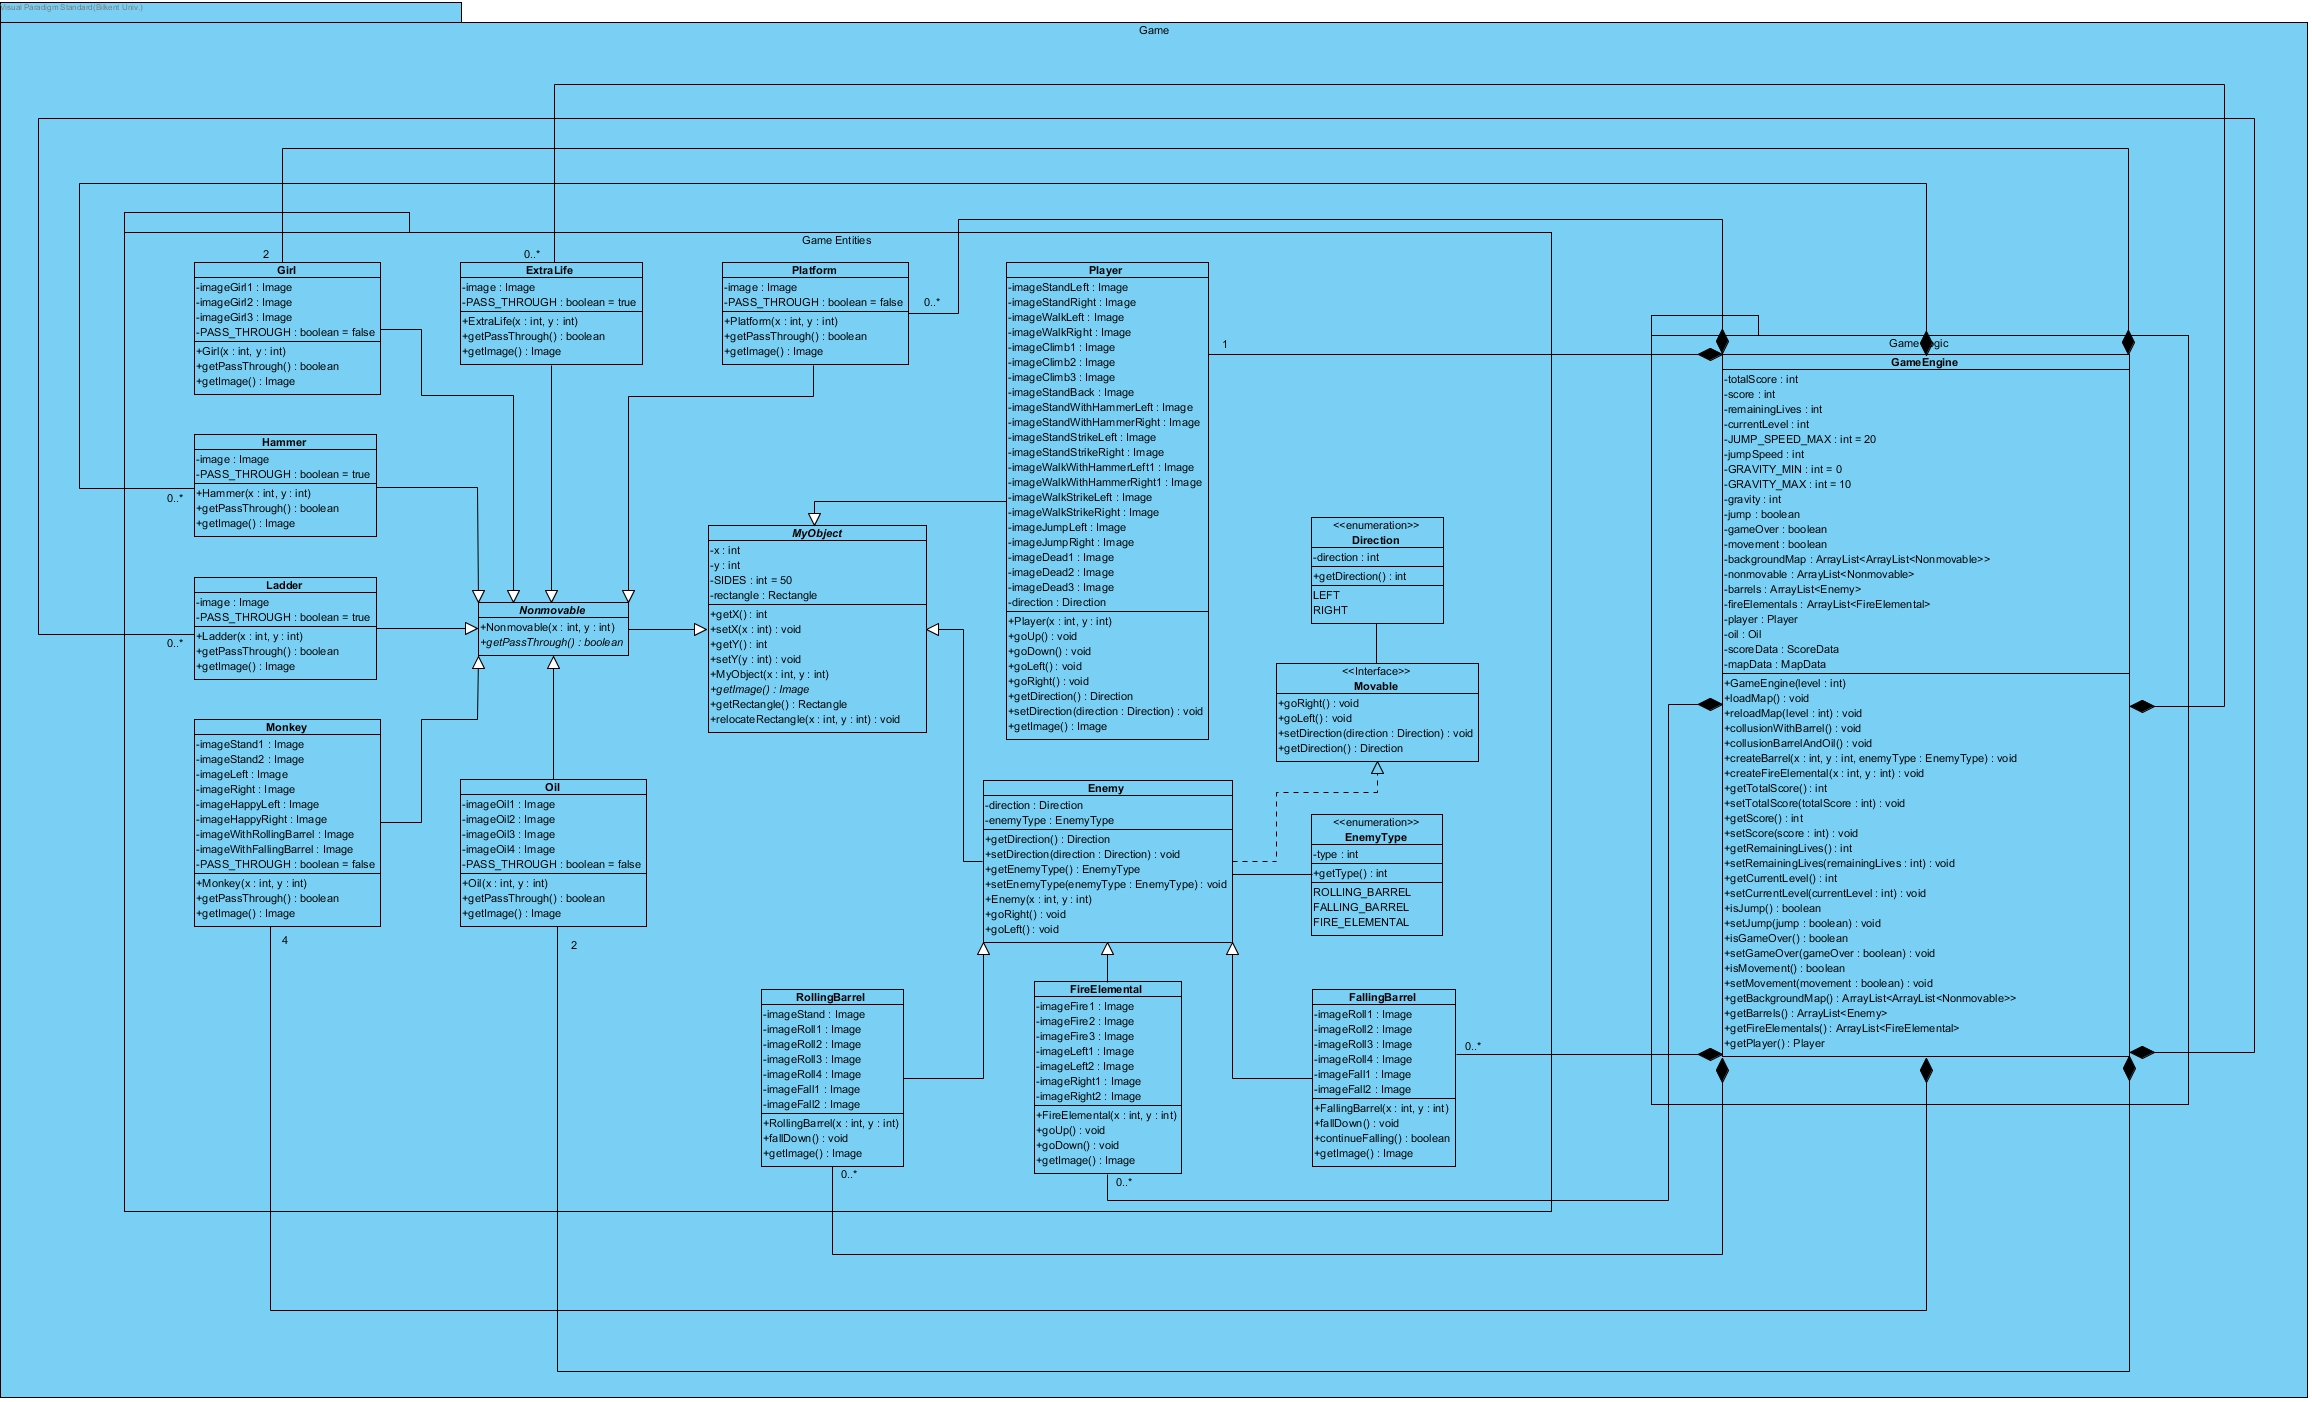 Visual Paradigm Standard(Bilkent Univ.)
Game
Game Entities
2
Girl
-imageGirl1 : Image
-imageGirl2 : Image
-imageGirl3 : Image
-PASS_THROUGH : boolean = false
+Girl(x : int, y : int)
+getPassThrough() : boolean
+getImage() : Image
0..*
ExtraLife
-image : Image
-PASS_THROUGH : boolean = true
+ExtraLife(x : int, y : int)
+getPassThrough() : boolean
+getImage() : Image
Platform
-image : Image
-PASS_THROUGH : boolean = false
+Platform(x : int, y : int)
+getPassThrough() : boolean
+getImage() : Image
0..*
Player
-imageStandLeft : Image
-imageStandRight : Image
-imageWalkLeft : Image
-imageWalkRight : Image
-imageClimb1 : Image
-imageClimb2 : Image
-imageClimb3 : Image
-imageStandBack : Image
-imageStandWithHammerLeft : Image
-imageStandWithHammerRight : Image
-imageStandStrikeLeft : Image
-imageStandStrikeRight : Image
-imageWalkWithHammerLeft1 : Image
-imageWalkWithHammerRight1 : Image
-imageWalkStrikeLeft : Image
-imageWalkStrikeRight : Image
-imageJumpLeft : Image
-imageJumpRight : Image
-imageDead1 : Image
-imageDead2 : Image
-imageDead3 : Image
-direction : Direction
+Player(x : int, y : int)
+goUp() : void
+goDown() : void
+goLeft() : void
+goRight() : void
+getDirection() : Direction
+setDirection(direction : Direction) : void
+getImage() : Image
1
Hammer
-image : Image
-PASS_THROUGH : boolean = true
+Hammer(x : int, y : int)
+getPassThrough() : boolean
+getImage() : Image
0..*
Ladder
-image : Image
-PASS_THROUGH : boolean = true
+Ladder(x : int, y : int)
+getPassThrough() : boolean
+getImage() : Image
0..*
Nonmovable
+Nonmovable(x : int, y : int)
+getPassThrough() : boolean
MyObject
-x : int
-y : int
-SIDES : int = 50
-rectangle : Rectangle
+getX() : int
+setX(x : int) : void
+getY() : int
+setY(y : int) : void
+MyObject(x : int, y : int)
+getImage() : Image
+getRectangle() : Rectangle
+relocateRectangle(x : int, y : int) : void
<<enumeration>>
Direction
-direction : int
+getDirection() : int
LEFT
RIGHT
<<Interface>>
Movable
+goRight() : void
+goLeft() : void
+setDirection(direction : Direction) : void
+getDirection() : Direction
Monkey
-imageStand1 : Image
-imageStand2 : Image
-imageLeft : Image
-imageRight : Image
-imageHappyLeft : Image
-imageHappyRight : Image
-imageWithRollingBarrel : Image
-imageWithFallingBarrel : Image
-PASS_THROUGH : boolean = false
+Monkey(x : int, y : int)
+getPassThrough() : boolean
+getImage() : Image
4
Oil
-imageOil1 : Image
-imageOil2 : Image
-imageOil3 : Image
-imageOil4 : Image
-PASS_THROUGH : boolean = false
+Oil(x : int, y : int)
+getPassThrough() : boolean
+getImage() : Image
2
Enemy
-direction : Direction
-enemyType : EnemyType
+getDirection() : Direction
+setDirection(direction : Direction) : void
+getEnemyType() : EnemyType
+setEnemyType(enemyType : EnemyType) : void
+Enemy(x : int, y : int)
+goRight() : void
+goLeft() : void
<<enumeration>>
EnemyType
-type : int
+getType() : int
ROLLING_BARREL
FALLING_BARREL
FIRE_ELEMENTAL
RollingBarrel
-imageStand : Image
-imageRoll1 : Image
-imageRoll2 : Image
-imageRoll3 : Image
-imageRoll4 : Image
-imageFall1 : Image
-imageFall2 : Image
+RollingBarrel(x : int, y : int)
+fallDown() : void
+getImage() : Image
0..*
FireElemental
-imageFire1 : Image
-imageFire2 : Image
-imageFire3 : Image
-imageLeft1 : Image
-imageLeft2 : Image
-imageRight1 : Image
-imageRight2 : Image
+FireElemental(x : int, y : int)
+goUp() : void
+goDown() : void
+getImage() : Image
0..*
FallingBarrel
-imageRoll1 : Image
-imageRoll2 : Image
-imageRoll3 : Image
-imageRoll4 : Image
-imageFall1 : Image
-imageFall2 : Image
+FallingBarrel(x : int, y : int)
+fallDown() : void
+continueFalling() : boolean
+getImage() : Image
0..*
GameEngine
-totalScore : int
-score : int
-remainingLives : int
-currentLevel : int
-JUMP_SPEED_MAX : int = 20
-jumpSpeed : int
-GRAVITY_MIN : int = 0
-GRAVITY_MAX : int = 10
-gravity : int
-jump : boolean
-gameOver : boolean
-movement : boolean
-backgroundMap : ArrayList<ArrayList<Nonmovable>>
-nonmovable : ArrayList<Nonmovable>
-barrels : ArrayList<Enemy>
-fireElementals : ArrayList<FireElemental>
-player : Player
-oil : Oil
-scoreData : ScoreData
-mapData : MapData
+GameEngine(level : int)
+loadMap() : void
+reloadMap(level : int) : void
+collusionWithBarrel() : void
+collusionBarrelAndOil() : void
+createBarrel(x : int, y : int, enemyType : EnemyType) : void
+createFireElemental(x : int, y : int) : void
+getTotalScore() : int
+setTotalScore(totalScore : int) : void
+getScore() : int
+setScore(score : int) : void
+getRemainingLives() : int
+setRemainingLives(remainingLives : int) : void
+getCurrentLevel() : int
+setCurrentLevel(currentLevel : int) : void
+isJump() : boolean
+setJump(jump : boolean) : void
+isGameOver() : boolean
+setGameOver(gameOver : boolean) : void
+isMovement() : boolean
+setMovement(movement : boolean) : void
+getBackgroundMap() : ArrayList<ArrayList<Nonmovable>>
+getBarrels() : ArrayList<Enemy>
+getFireElementals() : ArrayList<FireElemental>
+getPlayer() : Player